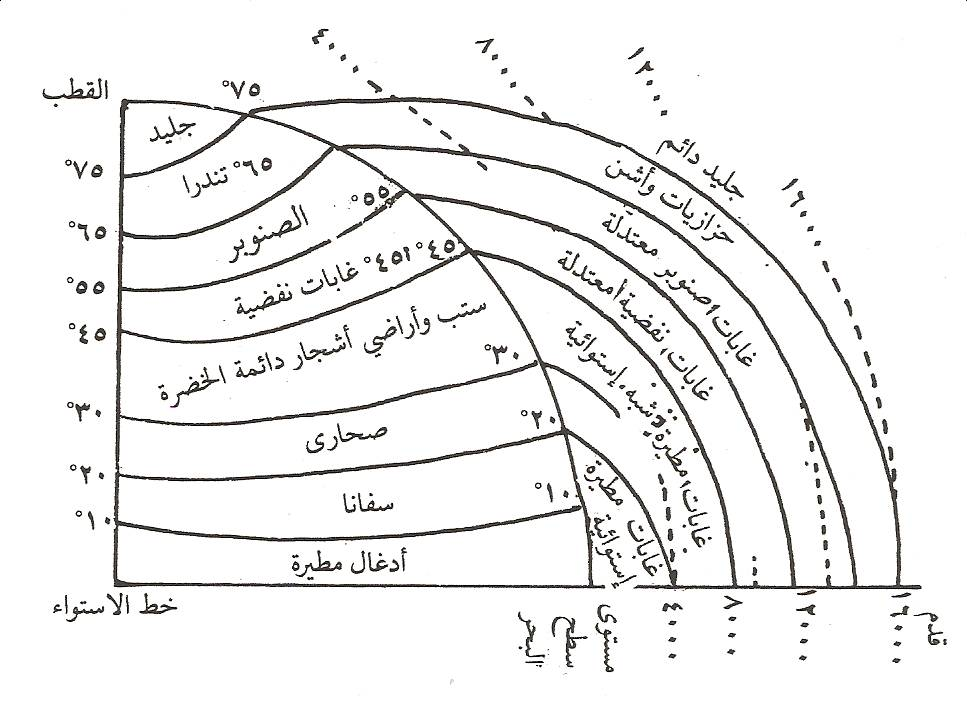 ٤٠٠٠
٨٠٠٠
١٢٠٠٠
١٦٠٠٠
القطب
°٧٥
جليد
°٧٥
°٦٥ تندرا
°٦٥
الصنوبر
°٥٥
°٥٥
غابات نفضية
°٤٥
°٤٥
°٤٥
ستب وأراضي أشجار دائمة الخضرة
°٣٠
°٣٠
صحارى
°٢٠
°٢٠
سفانا
°١٠
°١٠
أدغال مطيرة
خط الاستواء
جليد دائم
حزازيات وأشن
غابات صنوبر معتدلة
غابات نفضية معتدلة
غابات مطيرة شبه إستوائية
غابات مطيرة
إستوائية
مستوى
سطح
البحر
٤٠٠٠
٨٠٠٠
١٢٠٠٠
١٦٠٠٠
قدم